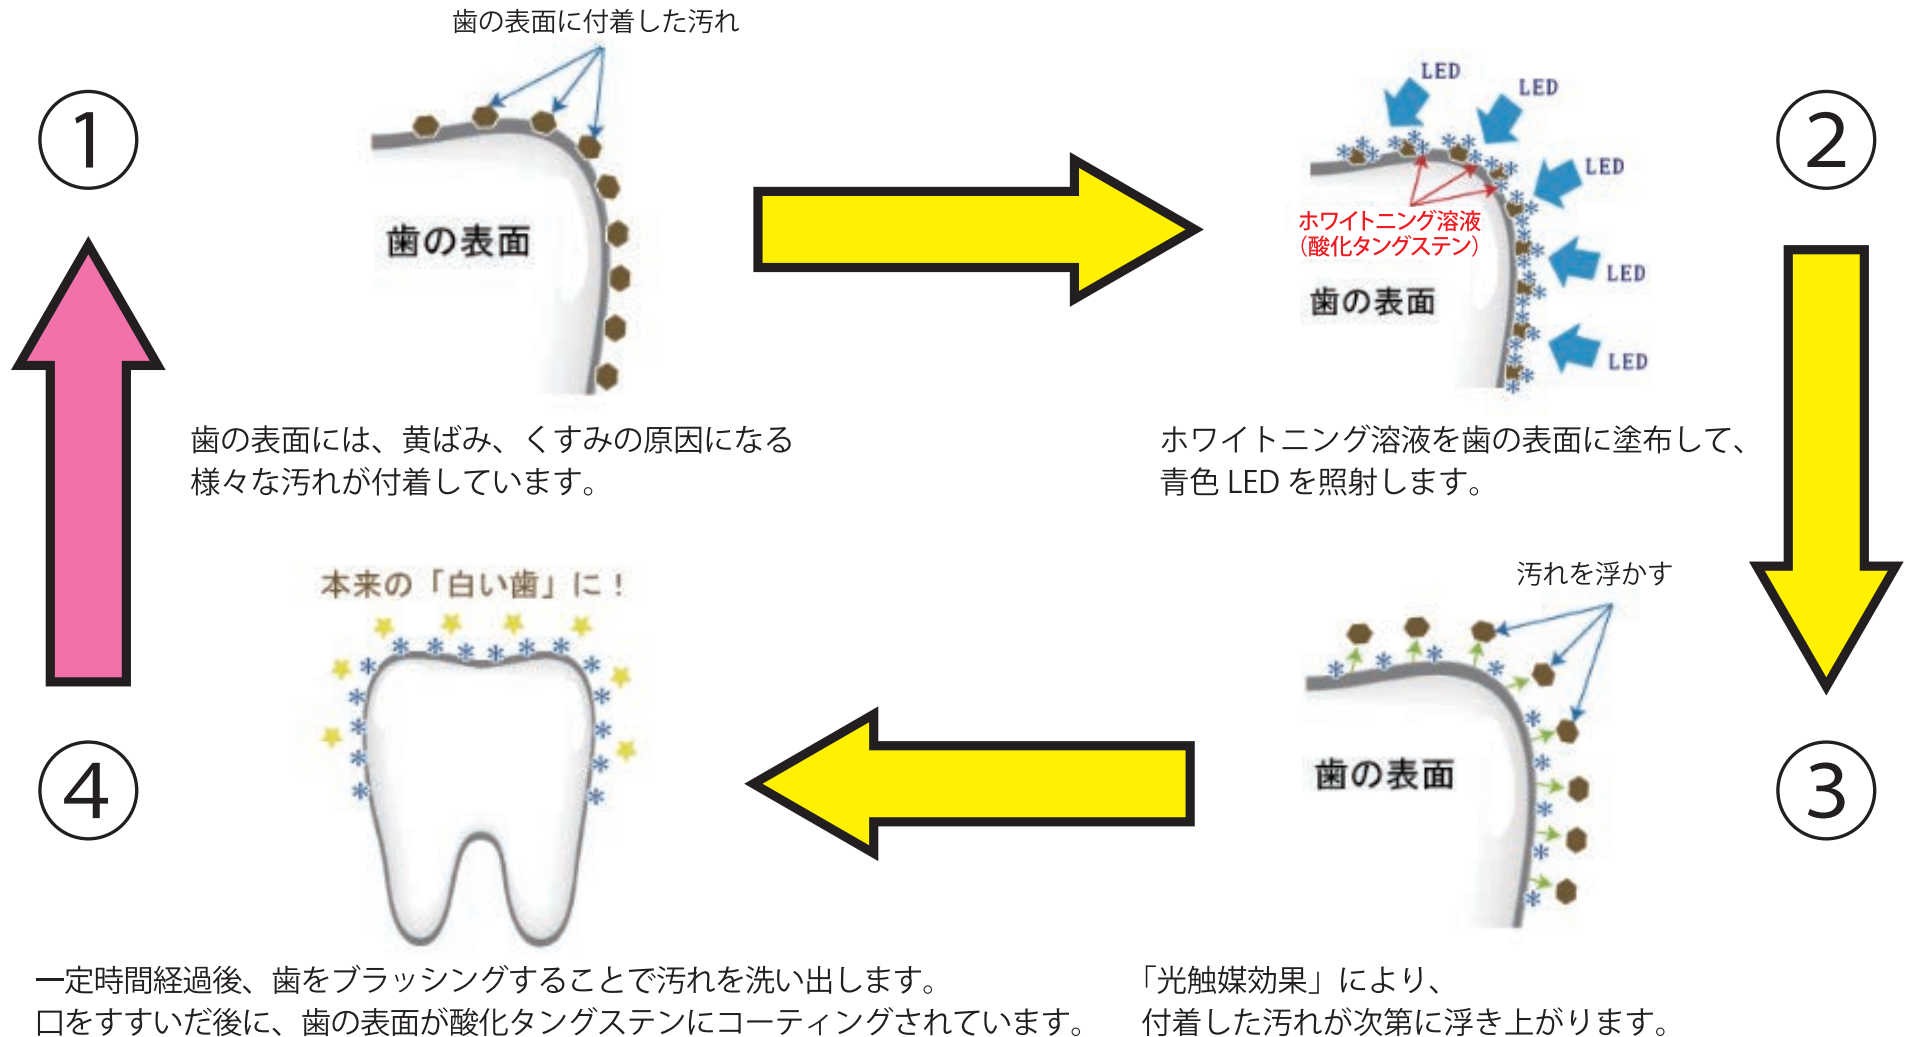 ①
歯の表面に付着した汚れ
歯の表面
歯の表面には、黄ばみ、くすみの原因になる
様々な汚れが付着しています。
②
LED
LED
LED
LED
LED
ホワイトニング溶液
（酸化タングステン）
歯の表面
ホワイトニング溶液を歯の表面に塗布して、
青色 LED を照射します。
③
汚れを浮かす
歯の表面
「光触媒効果」により、
付着した汚れが次第に浮き上がります。
④
本来の「白い歯」に！
一定時間経過後、歯をブラッシングすることで汚れを洗い出します。
口をすすいだ後に、歯の表面が酸化タングステンにコーティングされています。